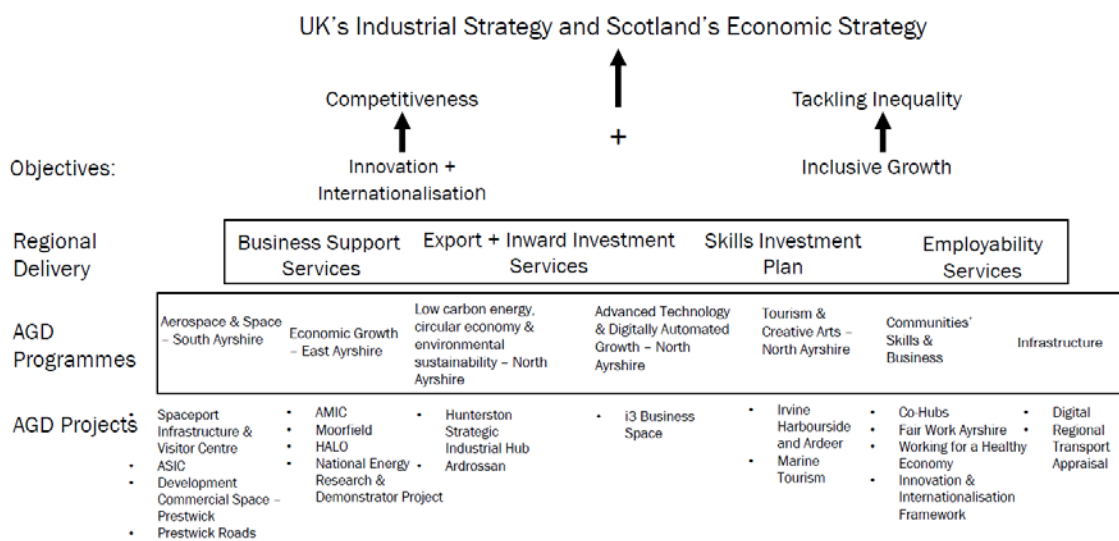 UK's Industrial Strategy and Scotland's Economic Strategy
Competitiveness
Tackling Inequality
+
Objectives:
Innovation +
Internationalisation
Inclusive Growth
Regional
Delivery
Business Support
Services
Export + Inward Investment
Services
Skills Investment
Plan
Employability
Services
AGD
Programmes
Aerospace & Space
– South Ayrshire
Economic Growth
– East Ayrshire
Low carbon energy,
circular economy &
environmental
sustainability – North
Ayrshire
Advanced Technology
& Digitally Automated
Growth – North
Ayrshire
Tourism &
Creative Arts –
North Ayrshire
Communities'
Skills &
Business
Infrastructure
AGD Projects
• Spaceport
Infrastructure &
Visitor Centre
• ASIC
• Development
Commercial Space –
Prestwick
• Prestwick Roads
• AMIC
• Moorfield
• HALO
• National Energy
Research &
Demonstrator Project
• Hunterston
Strategic
Industrial Hub
• Ardrossan
• i3 Business
Space
• Irvine
Harbourside
and Ardeer
• Marine
Tourism
• Co-Hubs
• Fair Work Ayrshire
• Working for a Healthy
Economy
• Innovation &
Internationalisation
Framework
• Digital
• Regional
Transport
Appraisal